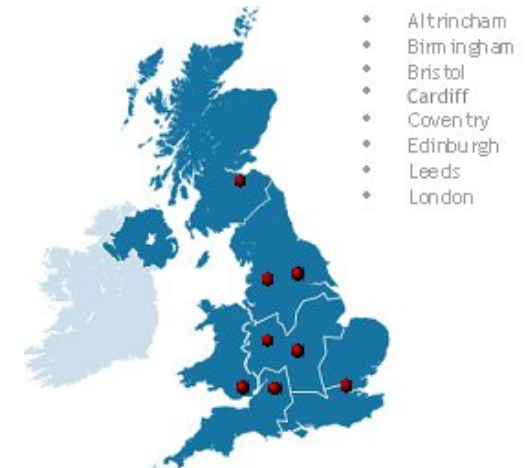 Altrincham
Birmingham
Bristol
Cardiff
Coventry
Edinburgh
Leeds
London